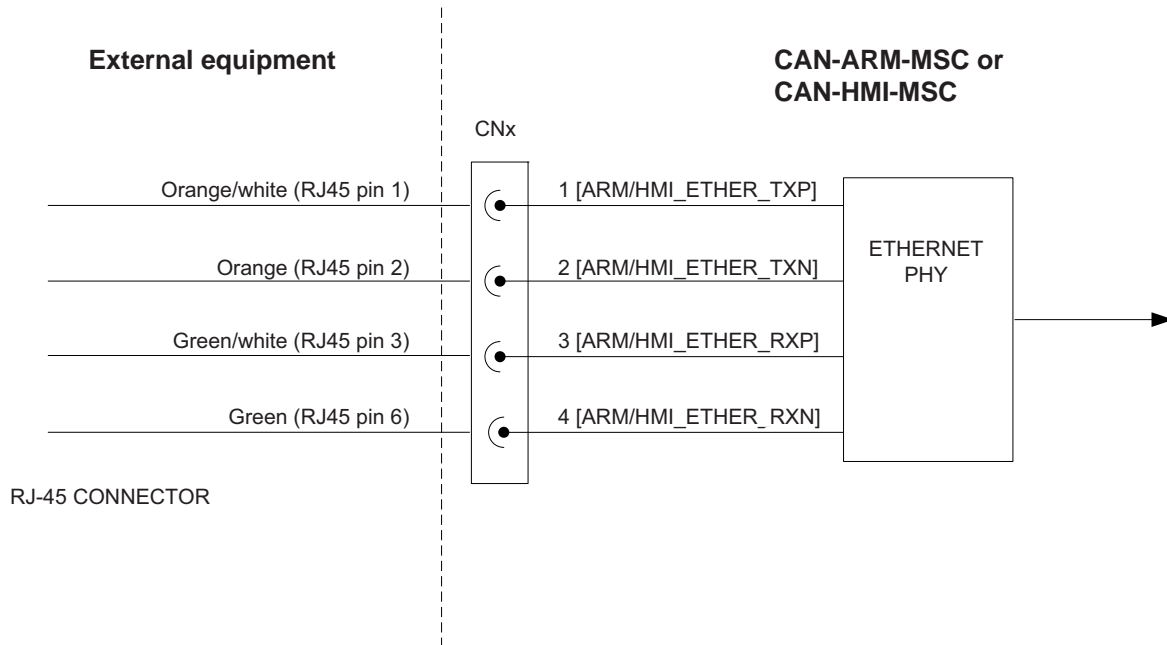 External equipment
CAN-ARM-MSC or
CAN-HMI-MSC
CNx
Orange/white (RJ45 pin 1)
1 [ARM/HMI_ETHER_TXP]
Orange (RJ45 pin 2)
2 [ARM/HMI_ETHER_TXN]
Green/white (RJ45 pin 3)
3 [ARM/HMI_ETHER_RXP]
Green (RJ45 pin 6)
4 [ARM/HMI_ETHER_RXN]
ETHERNET
PHY
RJ-45 CONNECTOR